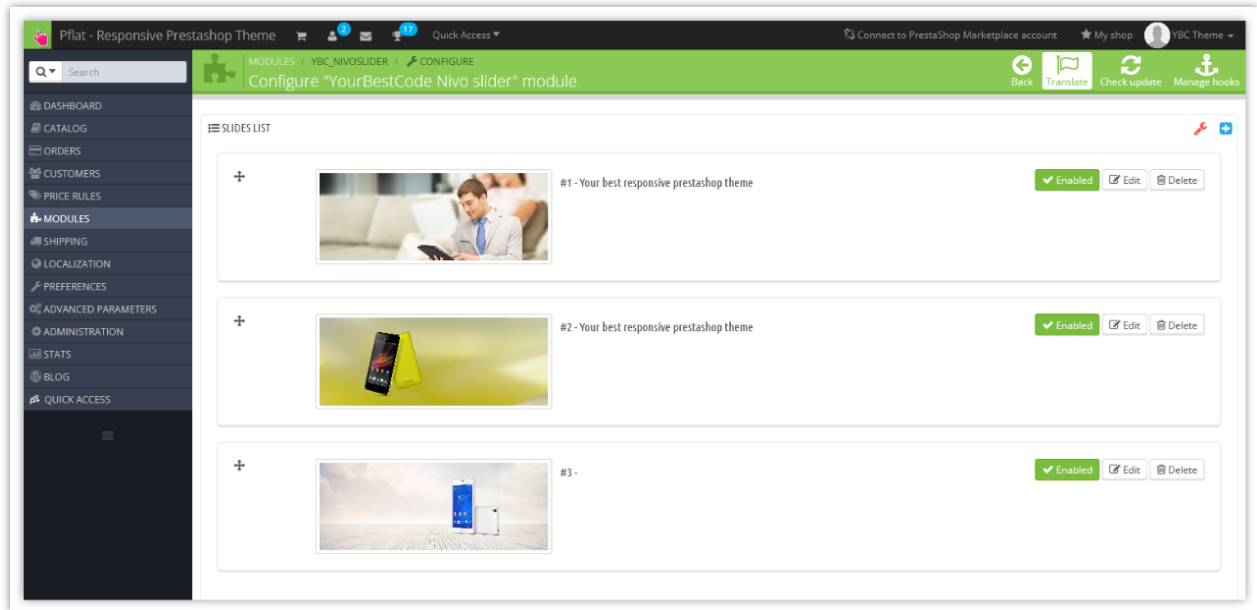 Pflat - Responsive Prestashop Theme 2 17 Quick Access Connect to PrestaShop Marketplace account My shop YBC Theme
Search
MODULES / YBC_NIVOSLIDER / CONFIGURE
Configure "YourBestCode Nivo slider" module
Back Translate Check update Manage hooks
DASHBOARD
CATALOG
ORDERS
CUSTOMERS
PRICE RULES
MODULES
SHIPPING
LOCALIZATION
PREFERENCES
ADVANCED PARAMETERS
ADMINISTRATION
STATS
BLOG
QUICK ACCESS
SLIDES LIST
#1 - Your best responsive prestashop theme Enabled Edit Delete
#2 - Your best responsive prestashop theme Enabled Edit Delete
#3 - Enabled Edit Delete